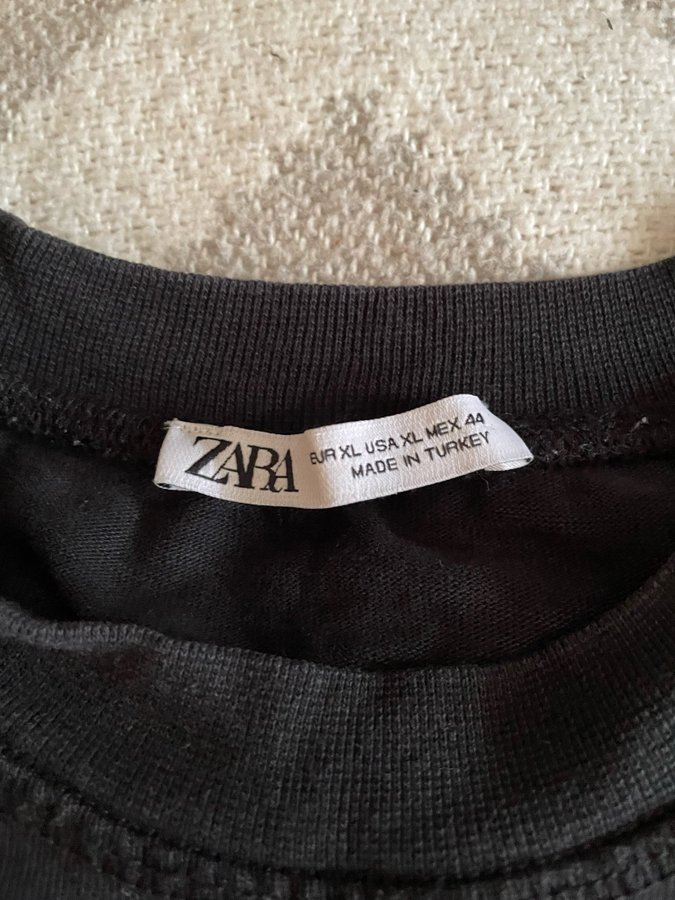 ZARA
EUR XL USA XL MEX 44
MADE IN TURKEY